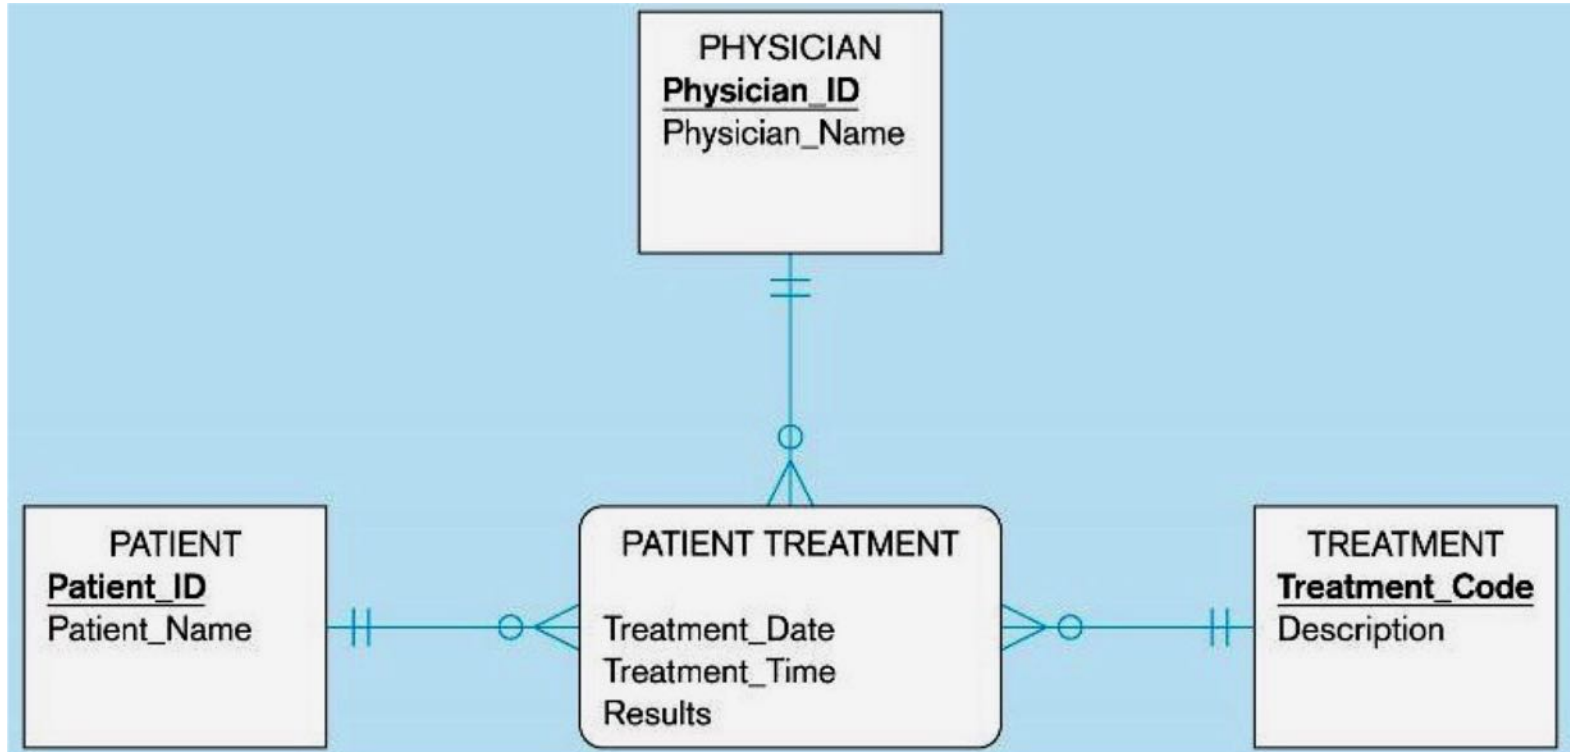 PHYSICIAN
Physician_ID
Physician_Name
PATIENT
Patient_ID
Patient_Name
PATIENT TREATMENT
Treatment_Date
Treatment_Time
Results
TREATMENT
Treatment_Code
Description